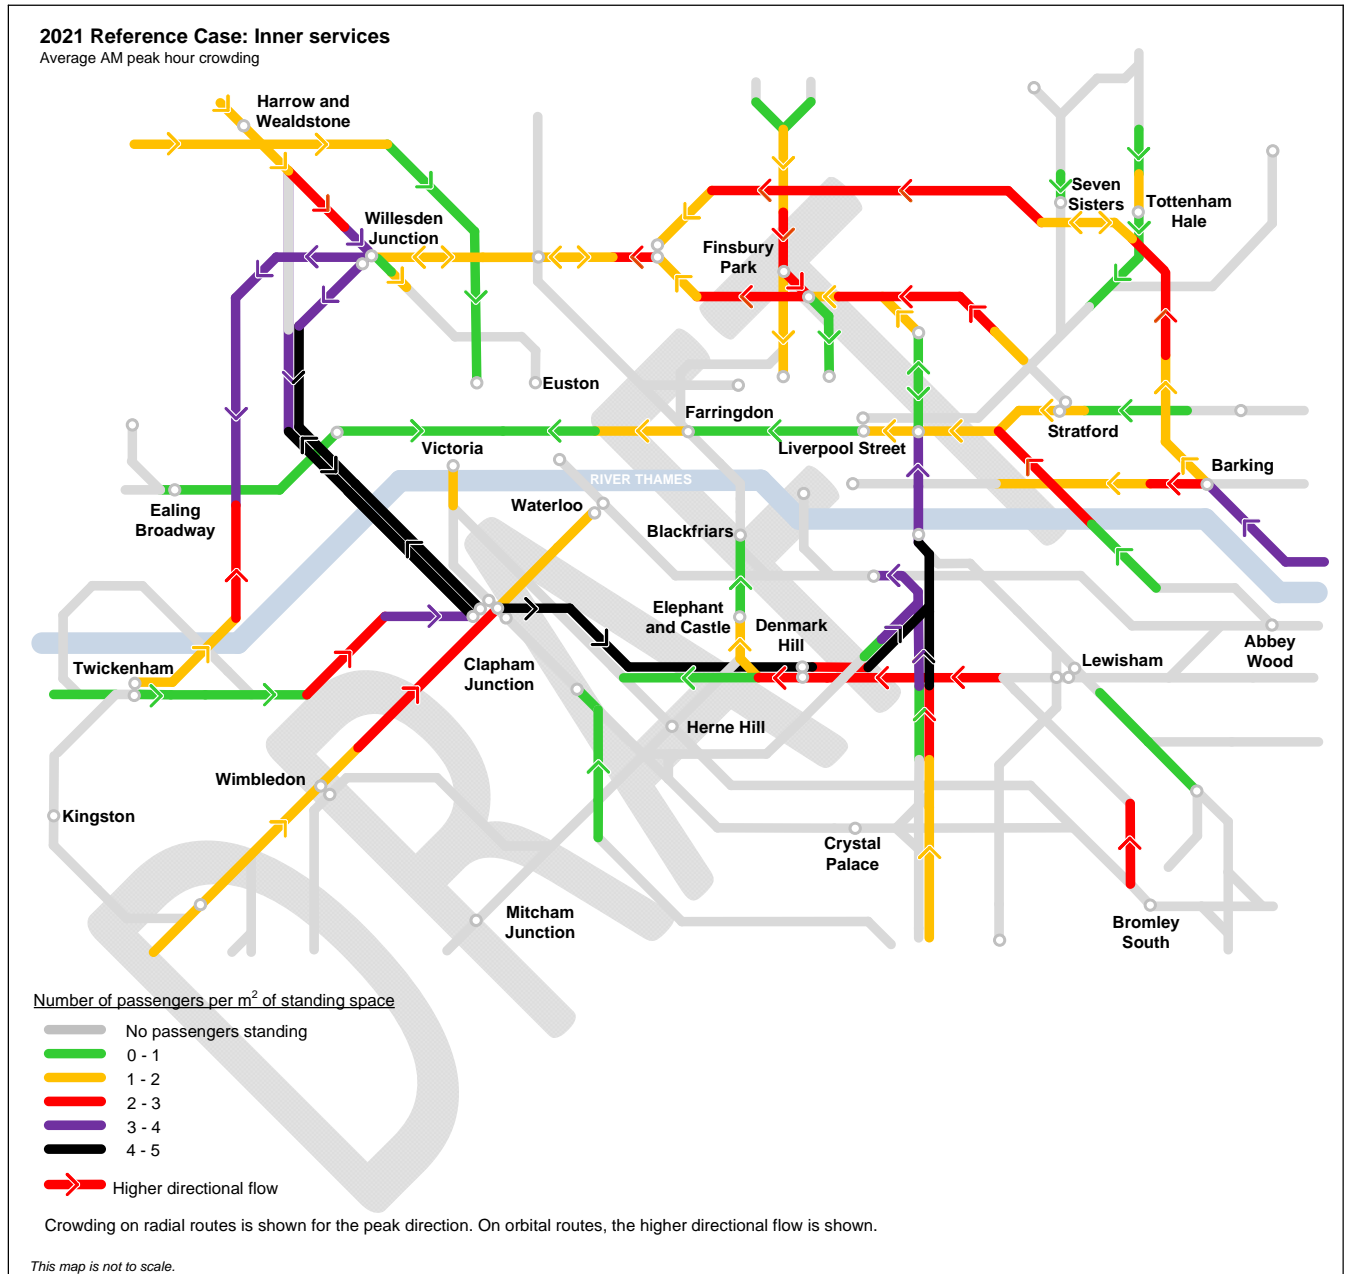 2021 Reference Case: Inner services
Average AM peak hour crowding
Harrow and
Wealdstone
Willesden
Junction
Finsbury
Park
Seven
Sisters
Tottenham
Hale
Euston
Farringdon
Victoria
Liverpool Street
Stratford
Barking
Ealing
Broadway
RIVER THAMES
Waterloo
Blackfriars
Elephant
and Castle
Denmark
Hill
Abbey
Wood
Twickenham
Clapham
Junction
Lewisham
Herne Hill
Wimbledon
Kingston
Crystal
Palace
Mitcham
Junction
Bromley
South
DRAFT
Number of passengers per m2 of standing space
No passengers standing
0 - 1
1 - 2
2 - 3
3 - 4
4 - 5
Higher directional flow
Crowding on radial routes is shown for the peak direction. On orbital routes, the higher directional flow is shown.
This map is not to scale.